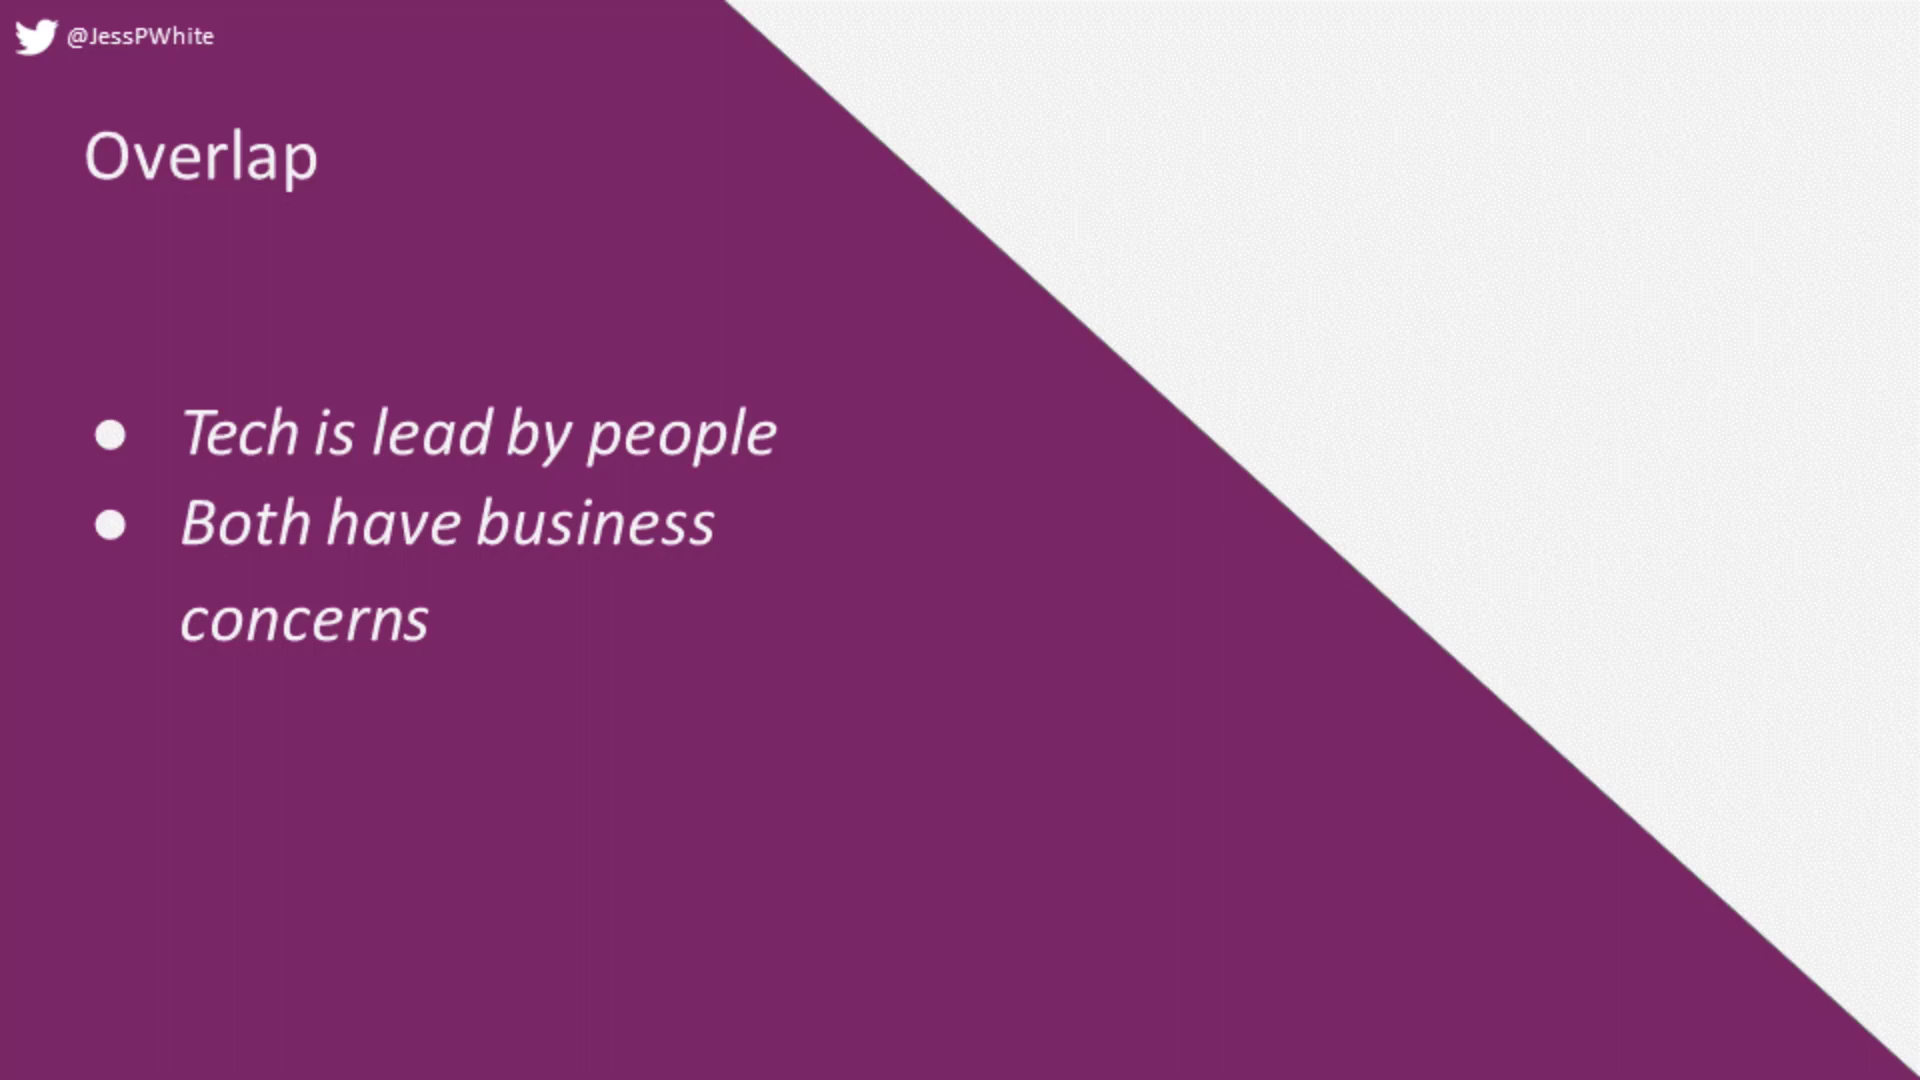 @JessPWhite
Overlap
● Tech is lead by people
● Both have business
concerns